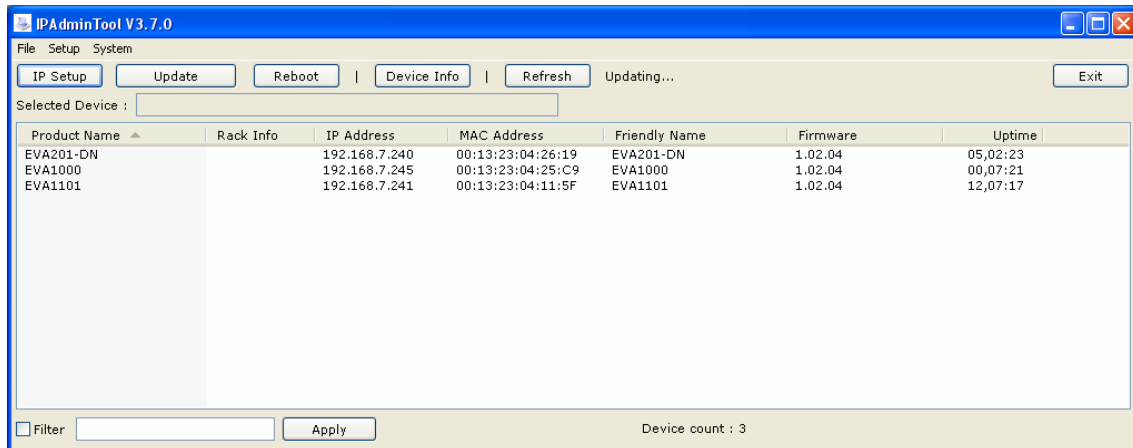 IPAdminTool V3.7.0
File Setup System
IP Setup Update Reboot | Device Info | Refresh Updating... Exit
Selected Device :
Product Name Rack Info IP Address MAC Address Friendly Name Firmware Uptime
EVA201-DN 192.168.7.240 00:13:23:04:26:19 EVA201-DN 1.02.04 05,02:23
EVA1000 192.168.7.245 00:13:23:04:25:C9 EVA1000 1.02.04 00,07:21
EVA1101 192.168.7.241 00:13:23:04:11:5F EVA1101 1.02.04 12,07:17
Filter Apply Device count : 3